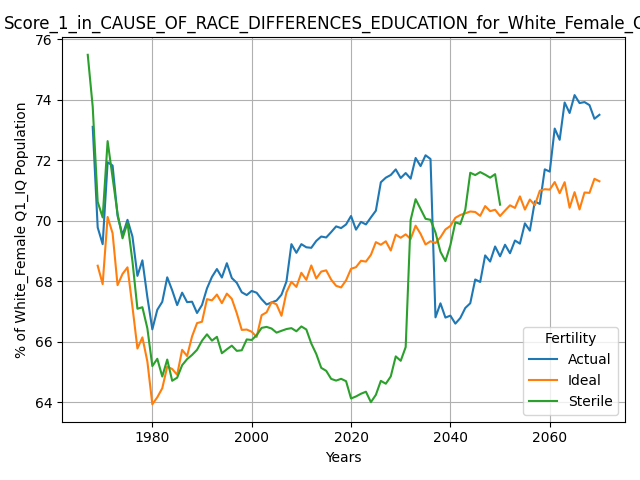 Score_1_in_CAUSE_OF_RACE_DIFFERENCES_EDUCATION_for_White_Female_
% of White_Female Q1_IQ Population
76
74
72
70
68
66
64
1980
2000
2020
2040
2060
Years
Fertility
Actual
Ideal
Sterile